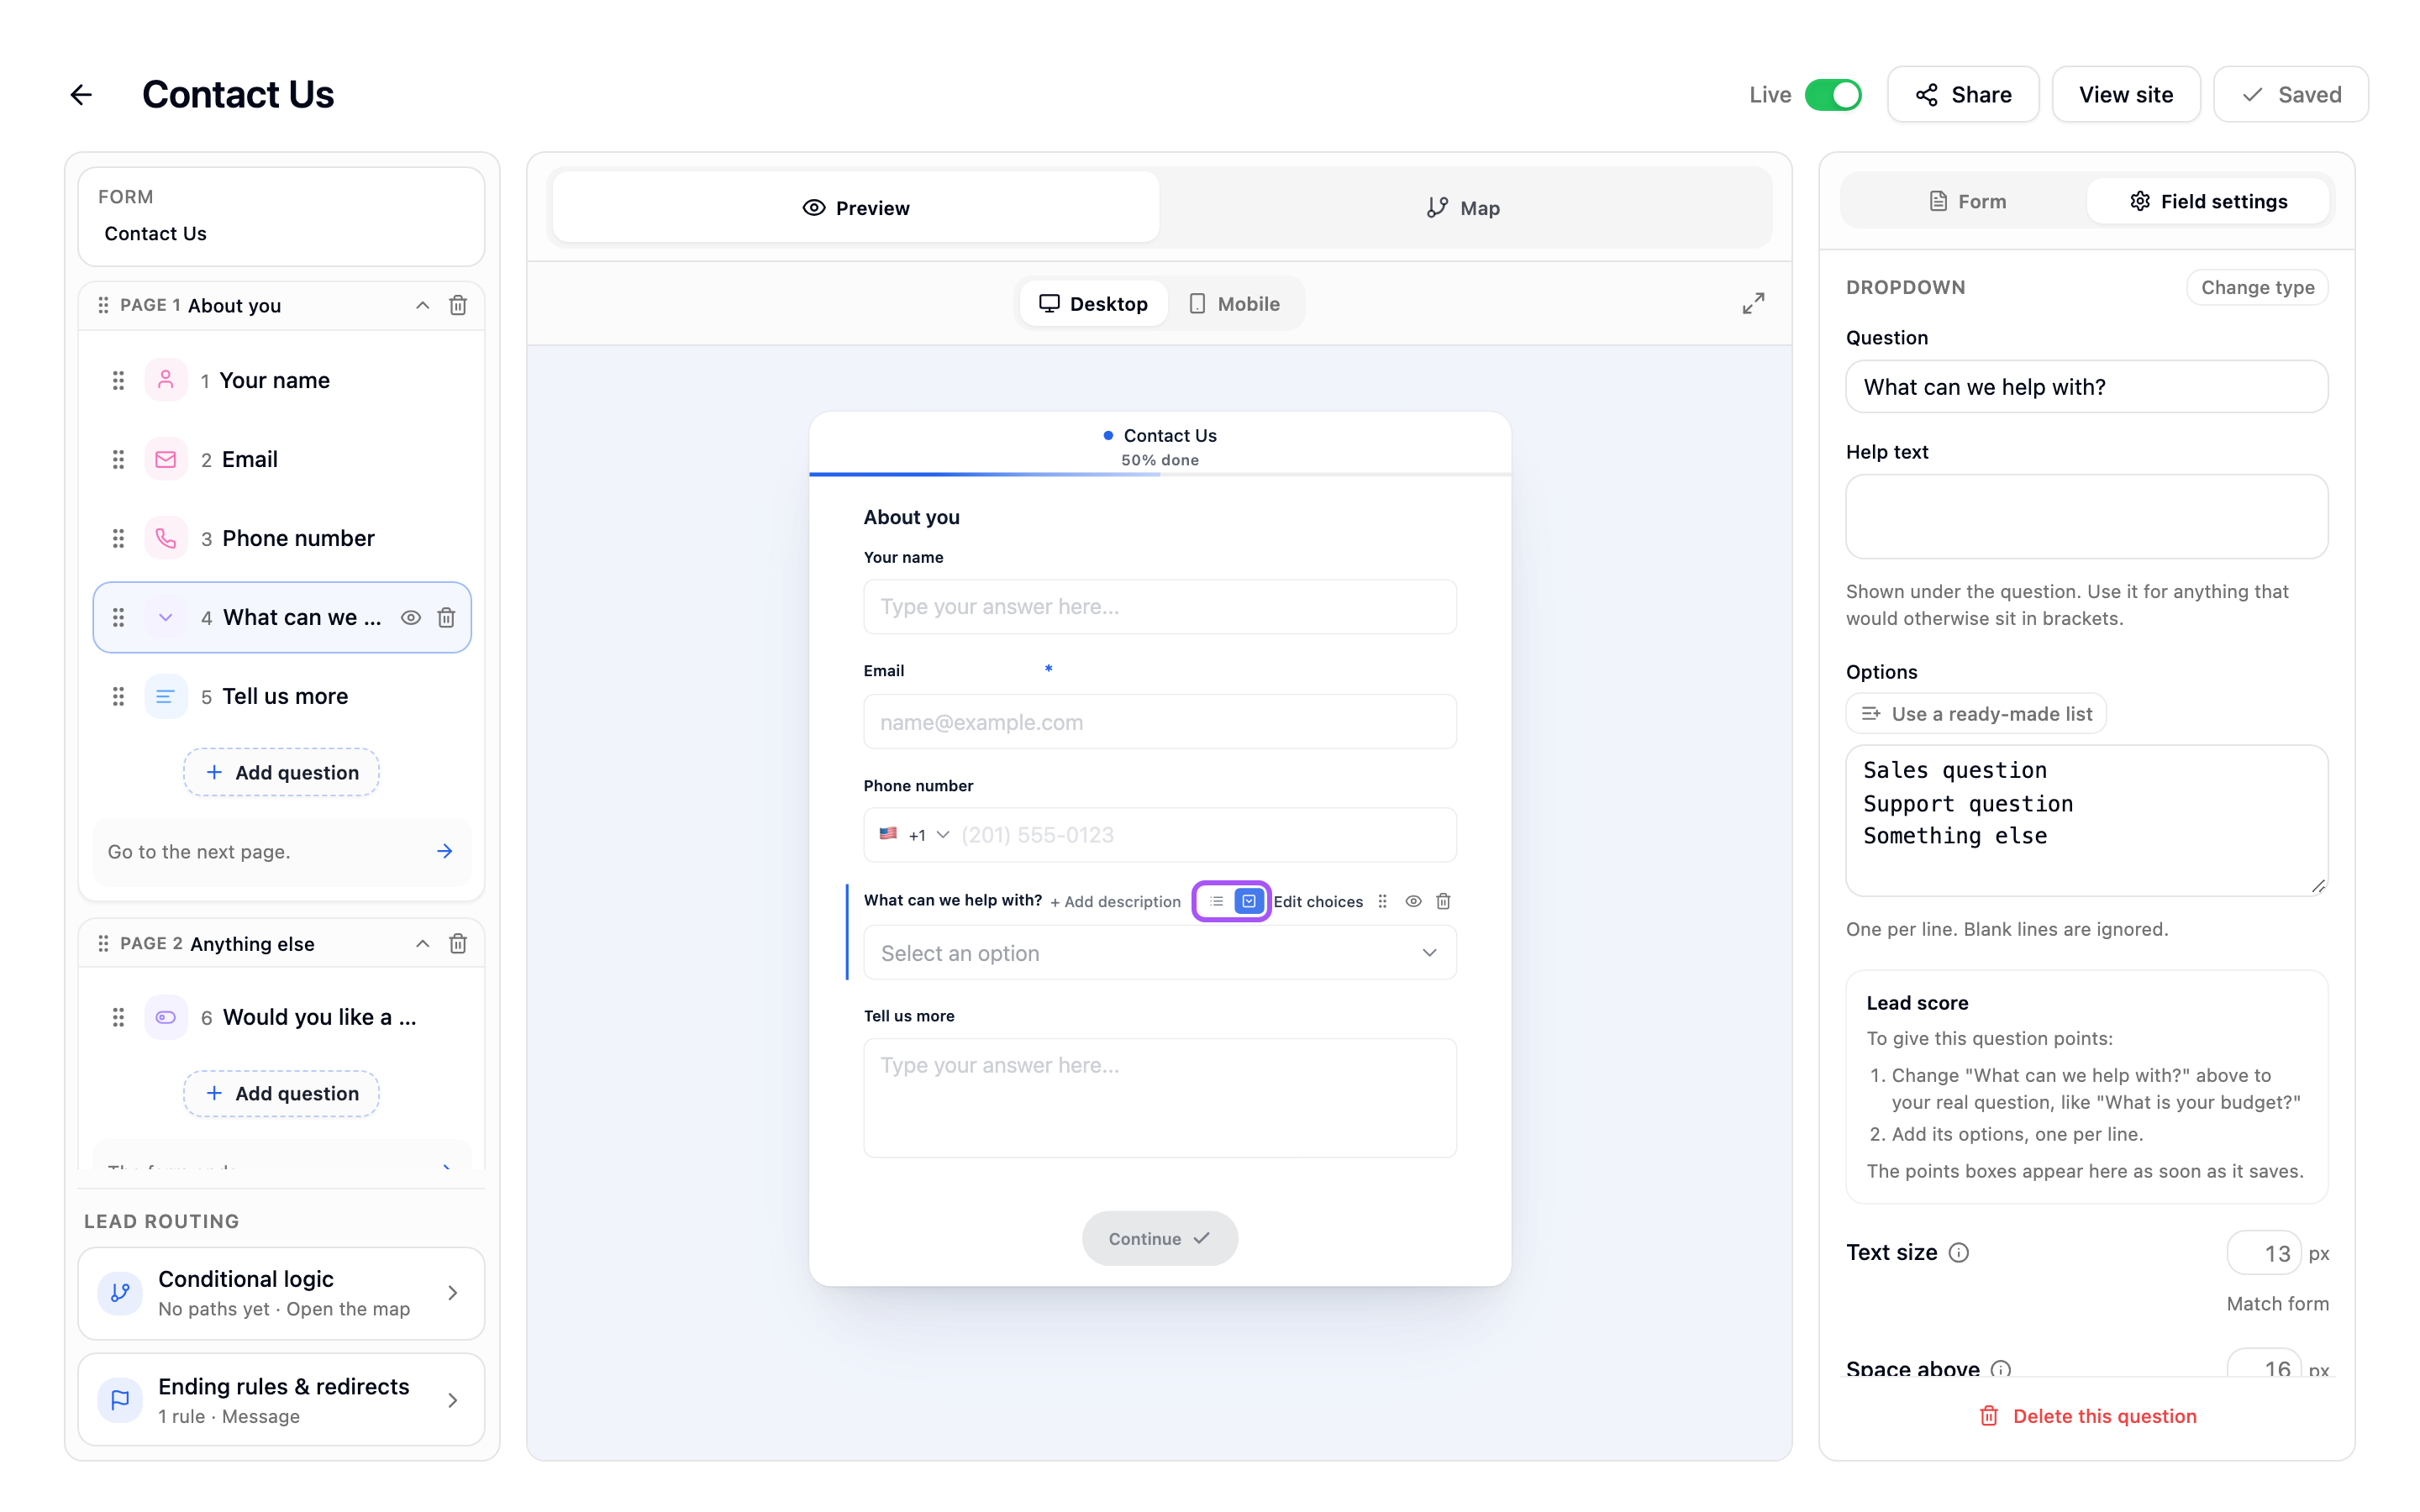 Contact Us
Live
Share
View site
Saved
FORM
Contact Us
PAGE 1 About you
1 Your name
2 Email
3 Phone number
4 What can we ...
5 Tell us more
+ Add question
Go to the next page.
PAGE 2 Anything else
6 Would you like a ...
+ Add question
LEAD ROUTING
Conditional logic
No paths yet · Open the map
Ending rules & redirects
1 rule · Message
Preview
Map
Desktop
Mobile
Contact Us
50% done
About you
Your name
Type your answer here...
Email *
name@example.com
Phone number
+1 (201) 555-0123
What can we help with? + Add description Edit choices
Select an option
Tell us more
Type your answer here...
Continue
Form
Field settings
DROPDOWN
Change type
Question
What can we help with?
Help text
Shown under the question. Use it for anything that
would otherwise sit in brackets.
Options
Use a ready-made list
Sales question
Support question
Something else
One per line. Blank lines are ignored.
Lead score
To give this question points:
1. Change "What can we help with?" above to
your real question, like "What is your budget?"
2. Add its options, one per line.
The points boxes appear here as soon as it saves.
Text size 13 px
Match form
Space above 16 px
Delete this question